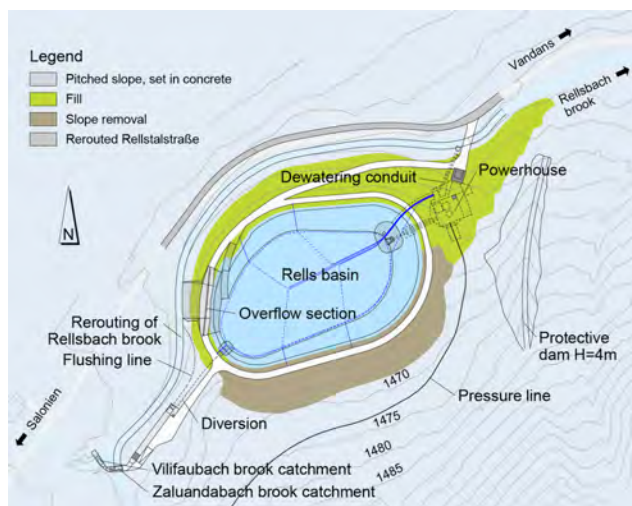 Legend
Pitched slope, set in concrete
Fill
Slope removal
Rerouted Rellstalstraße
N
Vandans
Rellsbach
brook
Dewatering conduit
Powerhouse
Rells basin
Overflow section
Rerouting of
Rellsbach brook
Flushing line
Protective
dam H=4m
1470
Pressure line
1475
Salonien
Diversion
1480
Vilifaubach brook catchment
1485
Zaluandabach brook catchment